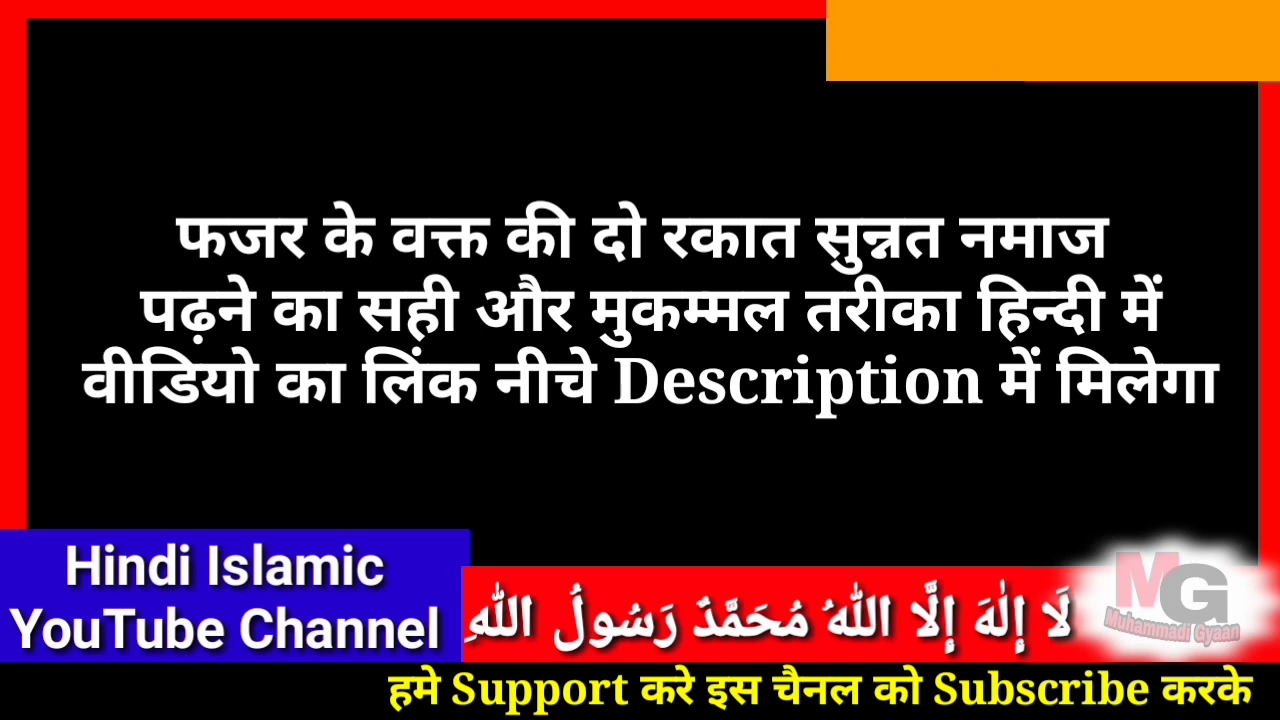 फजर के वक्त की दो रकात सुन्नत नमाज
पढ़ने का सही और मुकम्मल तरीका हिन्दी में
वीडियो का लिंक नीचे Description में मिलेगा
Hindi Islamic
YouTube Channel
لَا إِلٰهَ إِلَّا اللّٰهُ مُحَمَّدٌ رَسُولُ اللّٰهِ
MG
Muhammadi Gyaan
हमे Support करे इस चैनल को Subscribe करके